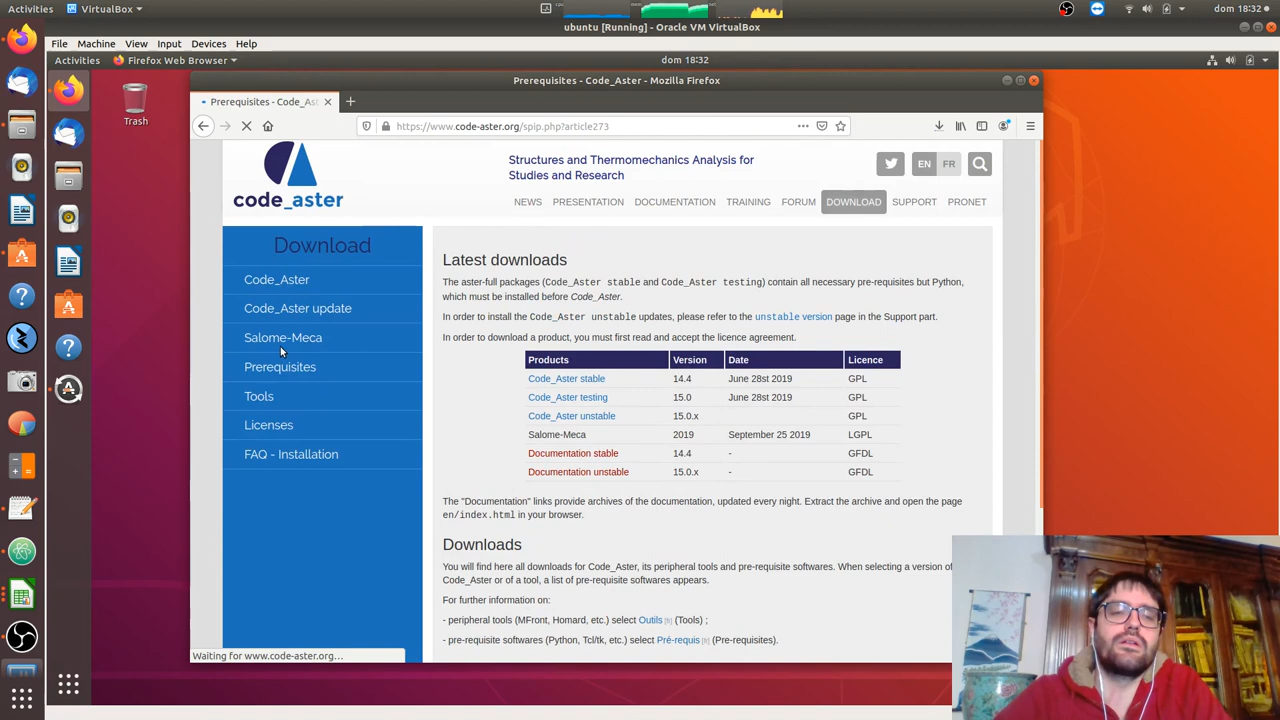 Activities VirtualBox dom 18:32
ubuntu [Running] - Oracle VM VirtualBox
File Machine View Input Devices Help
Activities Firefox Web Browser dom 18:32
Prerequisites - Code_Aster - Mozilla Firefox
Trash
Prerequisites - Code_Ast
https://www.code-aster.org/spip.php?article273
code_aster
Structures and Thermomechanics Analysis for
Studies and Research
EN FR
NEWS PRESENTATION DOCUMENTATION TRAINING FORUM DOWNLOAD SUPPORT PRONET
Download
Code_Aster
Code_Aster update
Salome-Meca
Prerequisites
Tools
Licenses
FAQ - Installation
Latest downloads
The aster-full packages (Code_Aster stable and Code_Aster testing) contain all necessary pre-requisites but Python,
which must be installed before Code_Aster.
In order to install the Code_Aster unstable updates, please refer to the unstable version page in the Support part.
In order to download a product, you must first read and accept the licence agreement.
Products Version Date Licence
Code_Aster stable 14.4 June 28st 2019 GPL
Code_Aster testing 15.0 June 28st 2019 GPL
Code_Aster unstable 15.0.x GPL
Salome-Meca 2019 September 25 2019 LGPL
Documentation stable 14.4 - GFDL
Documentation unstable 15.0.x - GFDL
The "Documentation" links provide archives of the documentation, updated every night. Extract the archive and open the page
en/index.html in your browser.
Downloads
You will find here all downloads for Code_Aster, its peripheral tools and pre-requisite softwares. When selecting a version of
Code_Aster or of a tool, a list of pre-requisite softwares appears.
For further information on:
- peripheral tools (MFront, Homard, etc.) select Outils [fr] (Tools) ;
- pre-requisite softwares (Python, Tcl/tk, etc.) select Pré-requis [fr] (Pre-requisites).
Waiting for www.code-aster.org…